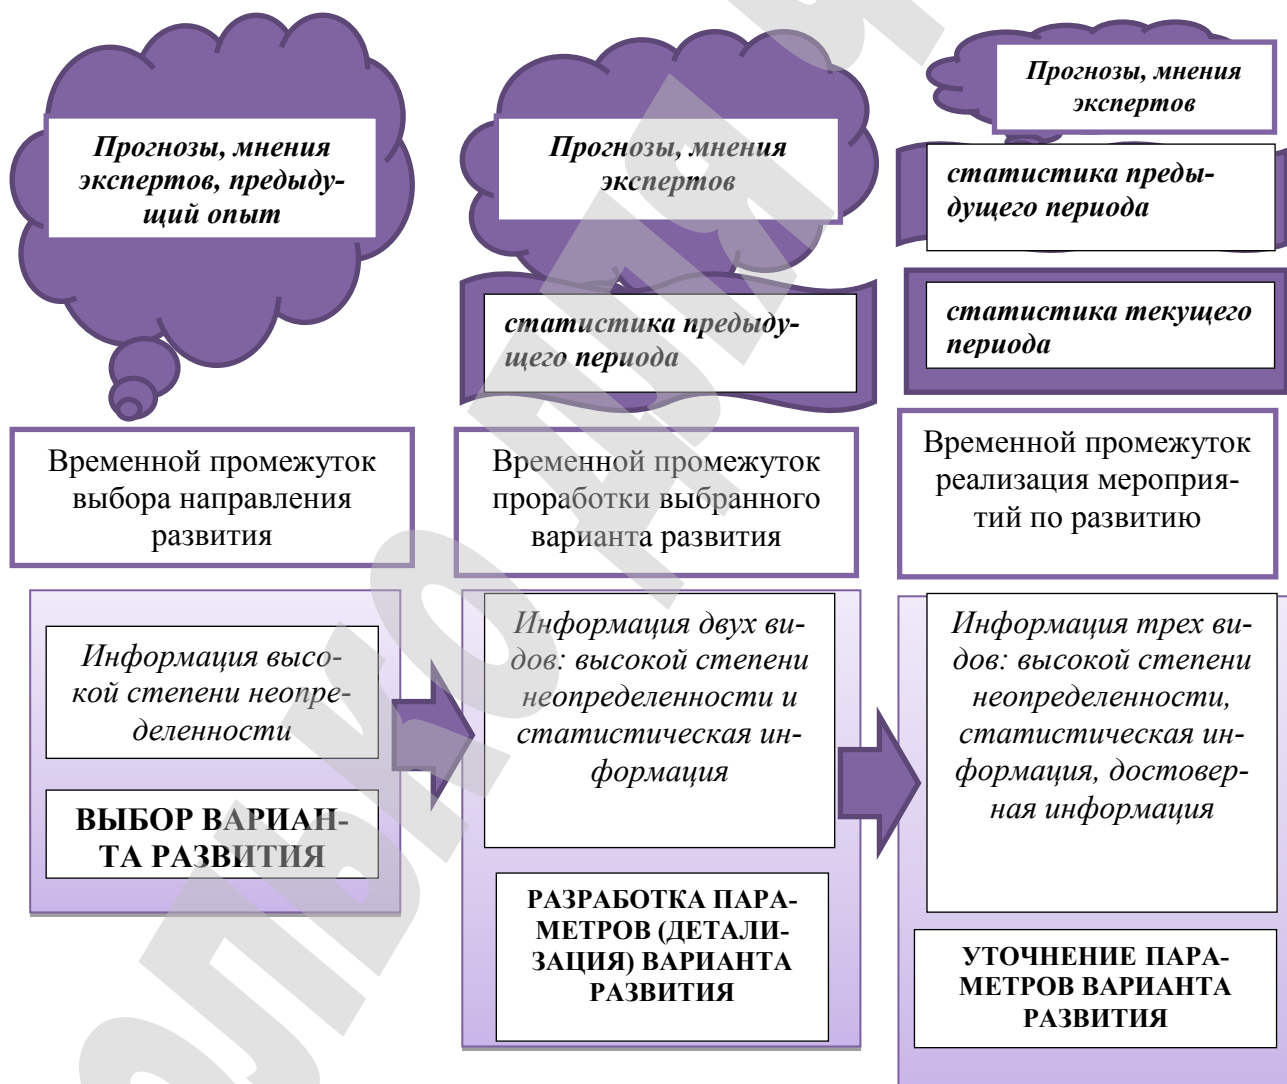 Прогнозы, мнения
экспертов, предыду-
щий опыт
Временной промежуток
выбора направления
развития
Информация высо-
кой степени неопре-
деленности
ВЫБОР ВАРИАН-
ТА РАЗВИТИЯ
Прогнозы, мнения
экспертов
статистика предыду-
щего периода
Временной промежуток
проработки выбранного
варианта развития
Информация двух ви-
дов: высокой степени
неопределенности и
статистическая ин-
формация
РАЗРАБОТКА ПАРА-
МЕТРОВ (ДЕТАЛИ-
ЗАЦИЯ) ВАРИАНТА
РАЗВИТИЯ
Прогнозы, мнения
экспертов
статистика преды-
дущего периода
статистика текущего
периода
Временной промежуток
реализация мероприя-
тий по развитию
Информация трех ви-
дов: высокой степени
неопределенности,
статистическая ин-
формация, достовер-
ная информация
УТОЧНЕНИЕ ПАРА-
МЕТРОВ ВАРИАНТА
РАЗВИТИЯ